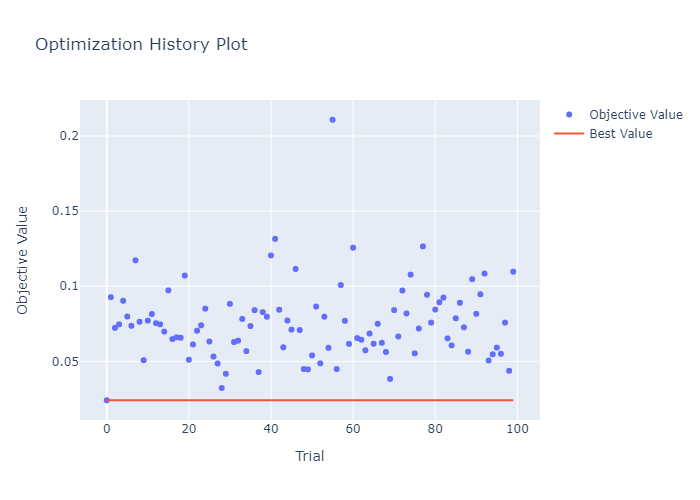 Optimization History Plot
Objective Value
Best Value
0.2
0.15
0.1
0.05
Objective Value
0 20 40 60 80 100
Trial